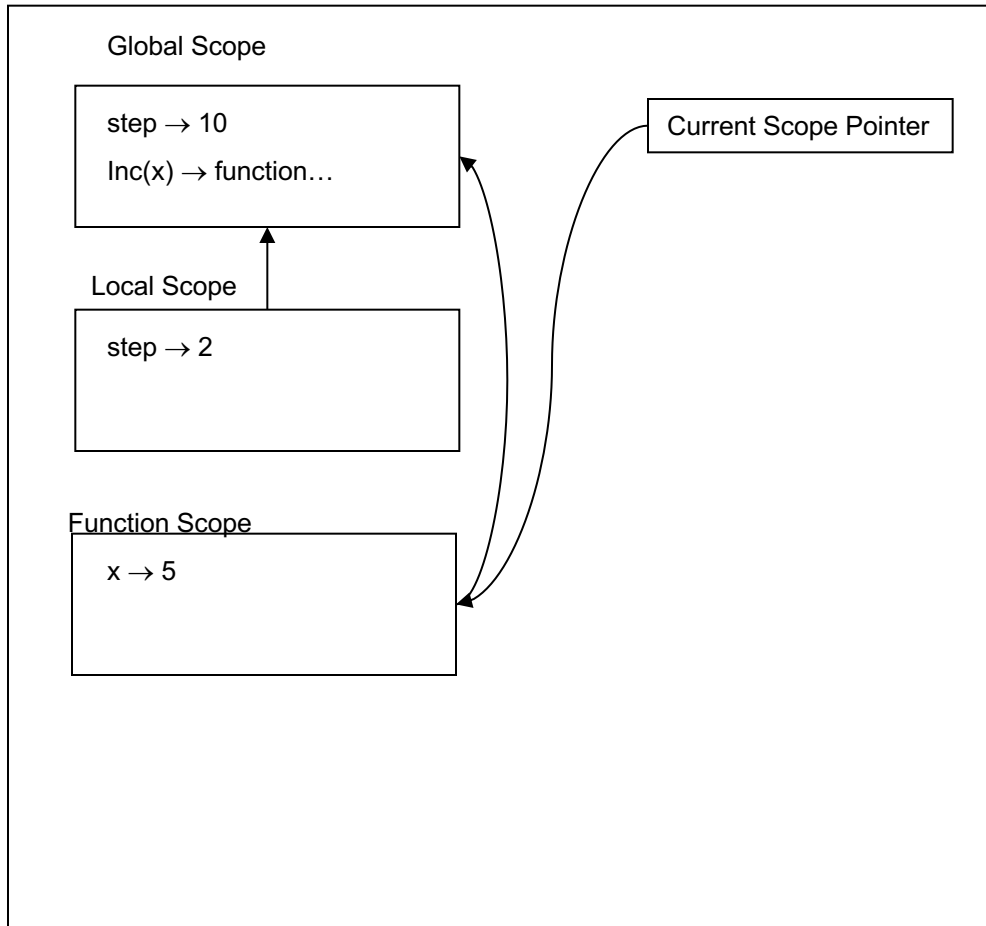 Global Scope
step → 10
Inc(x) → function…
Current Scope Pointer
Local Scope
step → 2
Function Scope
x → 5